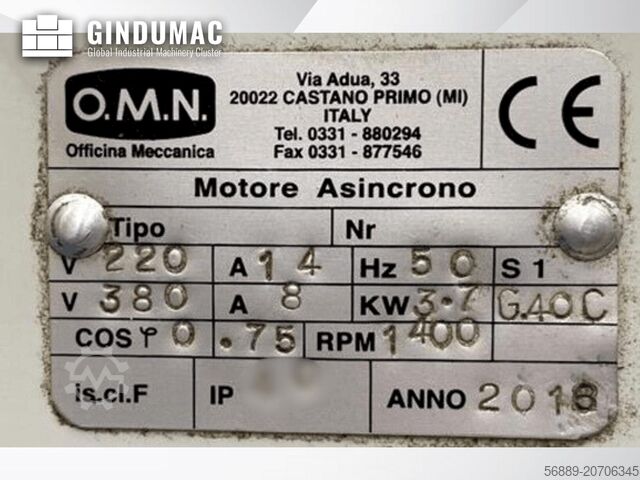 GINDUMAC
Global Industrial Machinery Cluster
O.M.N.
Officina Meccanica
Via Adua, 33
20022 CASTANO PRIMO (MI)
ITALY
Tel. 0331 - 880294
Fax 0331 - 877546
CE
Motore Asincrono
Tipo Nr
V 220 A 14 Hz 50 S 1
V 380 A 8 KW 3.7 G.40C
COS φ 0.75 RPM 1400
is.cl.F IP ANNO
56889-20706345